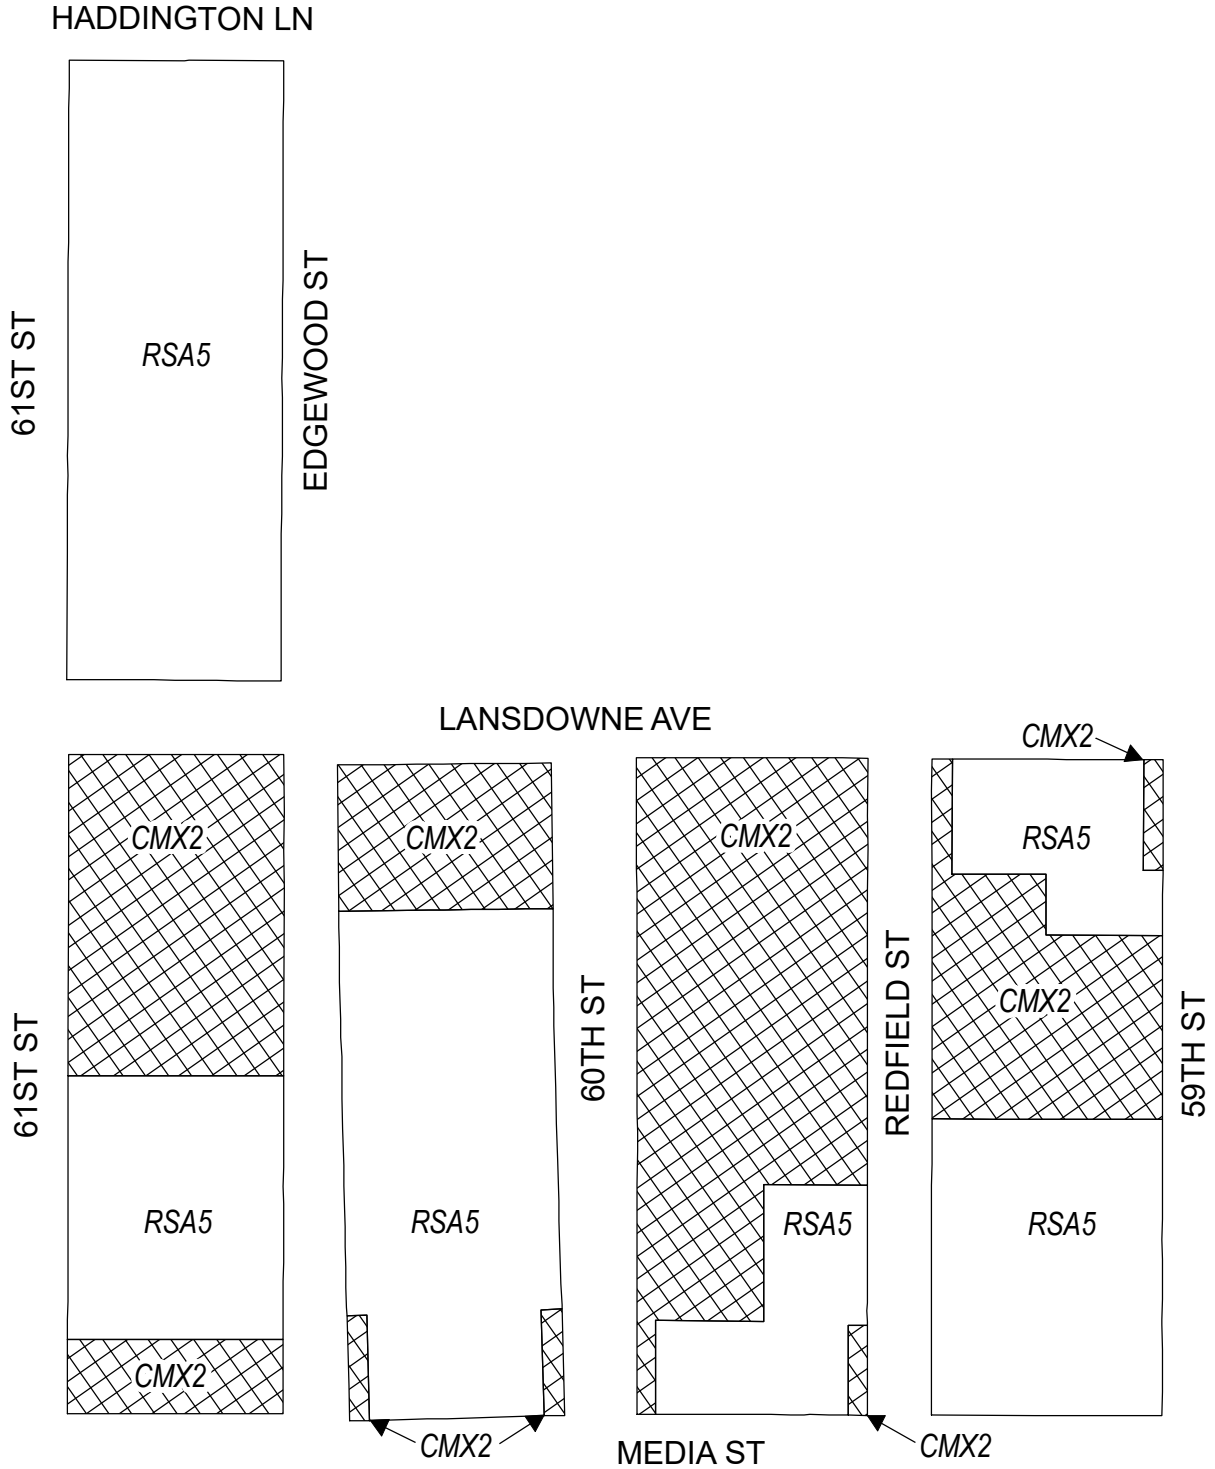 HADDINGTON LN
61ST ST
RSA5
EDGEWOOD ST
LANSDOWNE AVE
CMX2
CMX2
CMX2
CMX2
RSA5
61ST ST
60TH ST
REDFIELD ST
CMX2
59TH ST
RSA5
RSA5
RSA5
RSA5
CMX2
CMX2
MEDIA ST
CMX2